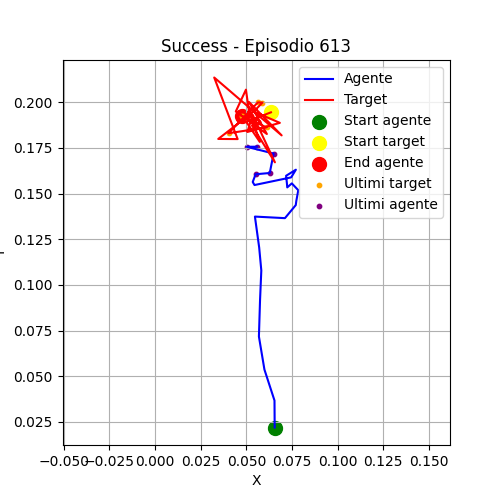 Success - Episodio 613
Agente
Target
Start agente
Start target
End agente
Ultimi target
Ultimi agente
0.200
0.175
0.150
0.125
0.100
0.075
0.050
0.025
−0.050 −0.025 0.000 0.025 0.050 0.075 0.100 0.125 0.150
X